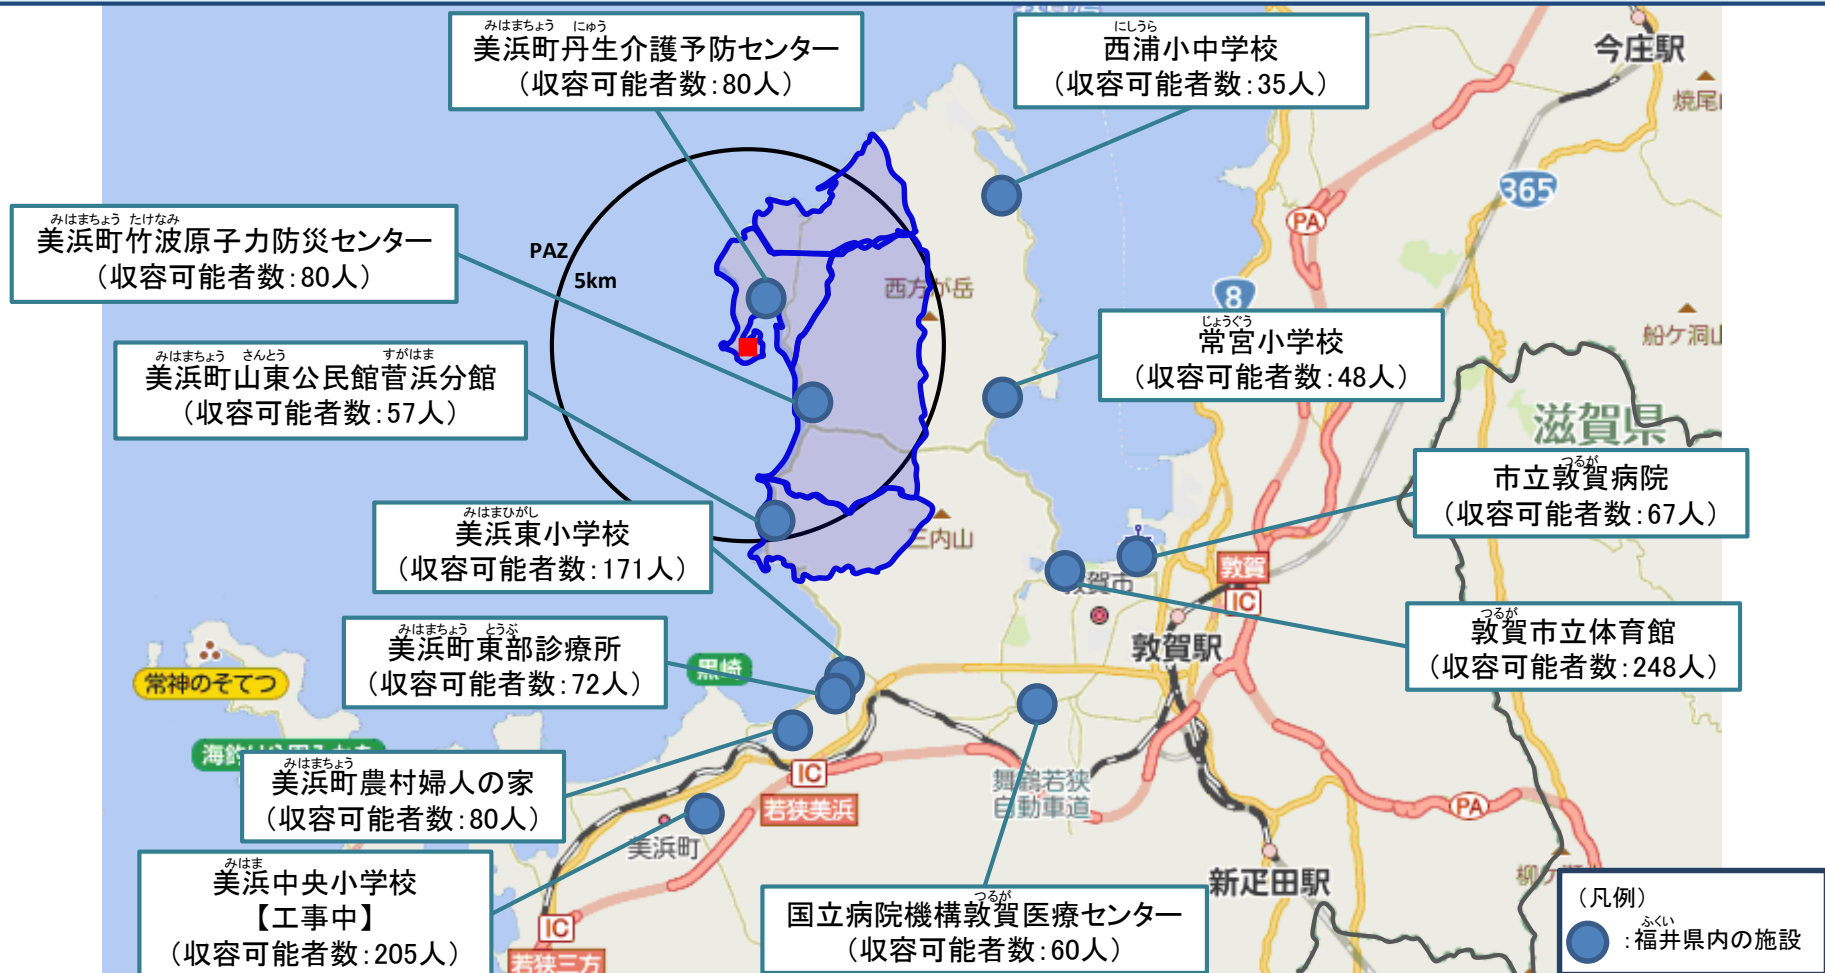 みはまちょう にゅう
美浜町丹生介護予防センター
（収容可能者数：80人）
にしうら
西浦小中学校
（収容可能者数：35人）
今庄駅
焼尾
365
PA
みはまちょう たけなみ
美浜町竹波原子力防災センター
（収容可能者数：80人）
PAZ
5km
西方が岳
8
船ケ洞山
じょうぐう
常宮小学校
（収容可能者数：48人）
みはまちょう さんとう すがはま
美浜町山東公民館菅浜分館
（収容可能者数：57人）
滋賀県
つるが
市立敦賀病院
（収容可能者数：67人）
みはまひがし
美浜東小学校
（収容可能者数：171人）
三内山
敦賀市
敦賀
IC
つるが
敦賀市立体育館
（収容可能者数：248人）
みはまちょう とうぶ
美浜町東部診療所
（収容可能者数：72人）
黒崎
敦賀駅
常神のそてつ
海釣り公園みかた
みはまちょう
美浜町農村婦人の家
（収容可能者数：80人）
IC
若狭美浜
舞鶴若狭
自動車道
PA
美浜町
みはま
美浜中央小学校
【工事中】
（収容可能者数：205人）
IC
若狭三方
つるが
国立病院機構敦賀医療センター
（収容可能者数：60人）
新疋田駅
柳ケ
（凡例）
ふくい
：福井県内の施設